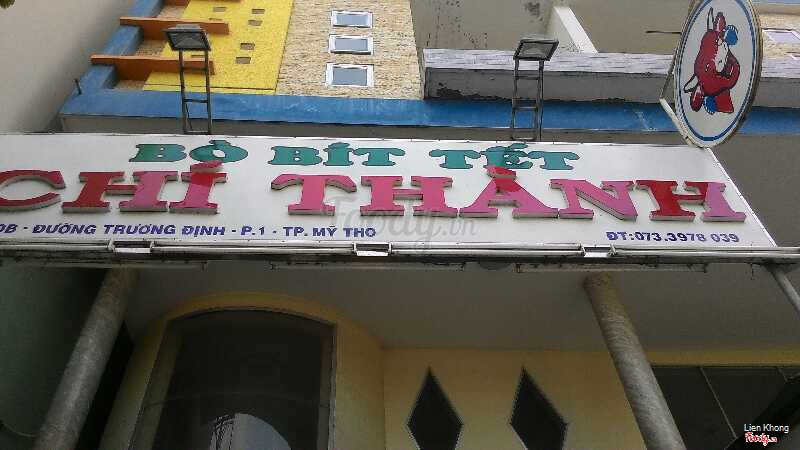 BÒ BÍT TẾT
CHÍ THÀNH
0B - ĐƯỜNG TRƯƠNG ĐỊNH - P.1 - TP. MỸ THO
ĐT:073.3978 039
Foody.vn
Lien Khong
Foody.vn